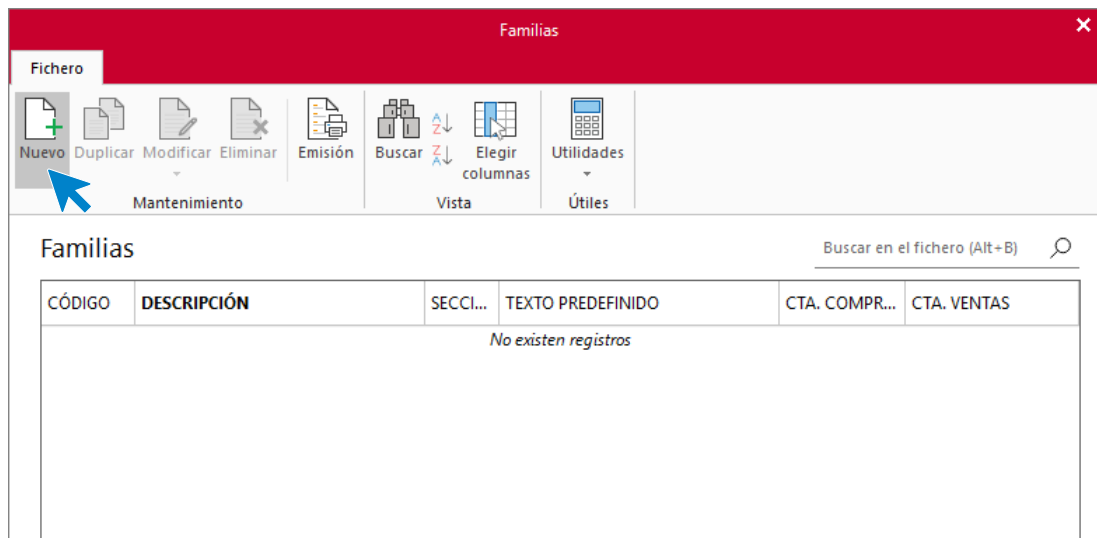 Familias
Fichero
Nuevo Duplicar Modificar Eliminar Emisión Buscar Elegir columnas Utilidades
Mantenimiento Vista Útiles
Familias Buscar en el fichero (Alt+B)
CÓDIGO DESCRIPCIÓN SECCI... TEXTO PREDEFINIDO CTA. COMPR... CTA. VENTAS
No existen registros